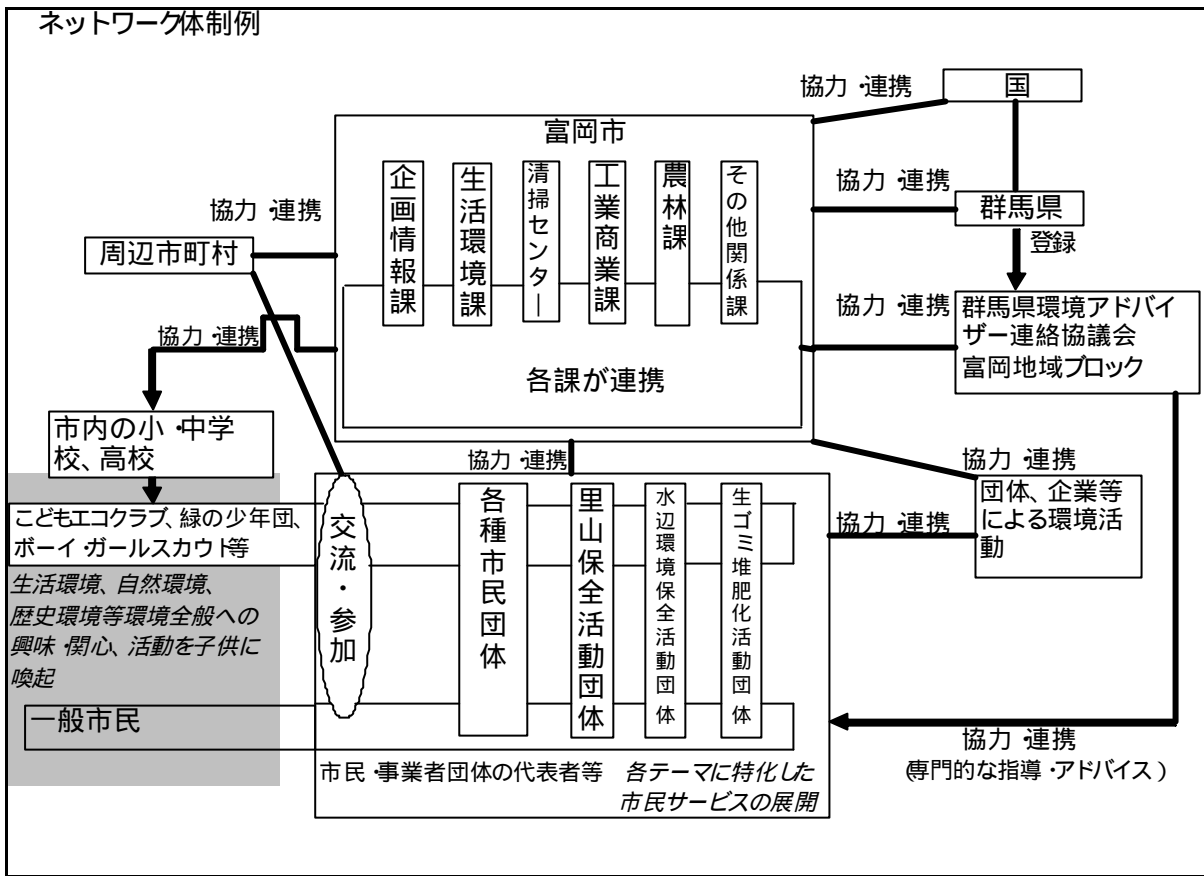 ネットワーク体制例
協力・連携
国
富岡市
企画情報課
生活環境課
清掃センター
工業商業課
農林課
その他関係課
協力・連携
群馬県
登録
協力・連携
周辺市町村
協力・連携
群馬県環境アドバイ
ザー連絡協議会
富岡地域ブロック
協力・連携
各課が連携
市内の小・中学
校、高校
協力・連携
協力・連携
団体、企業等
による環境活
動
協力・連携
こどもエコクラブ、緑の少年団、
ボーイ・ガールスカウト等
交流・参加
各種市民団体
里山保全活動団体
水辺環境保全活動団体
生ゴミ堆肥化活動団体
生活環境、自然環境、
歴史環境等環境全般への
興味・関心、活動を子供に
喚起
一般市民
協力・連携
(専門的な指導・アドバイス)
市民・事業者団体の代表者等
各テーマに特化した
市民サービスの展開